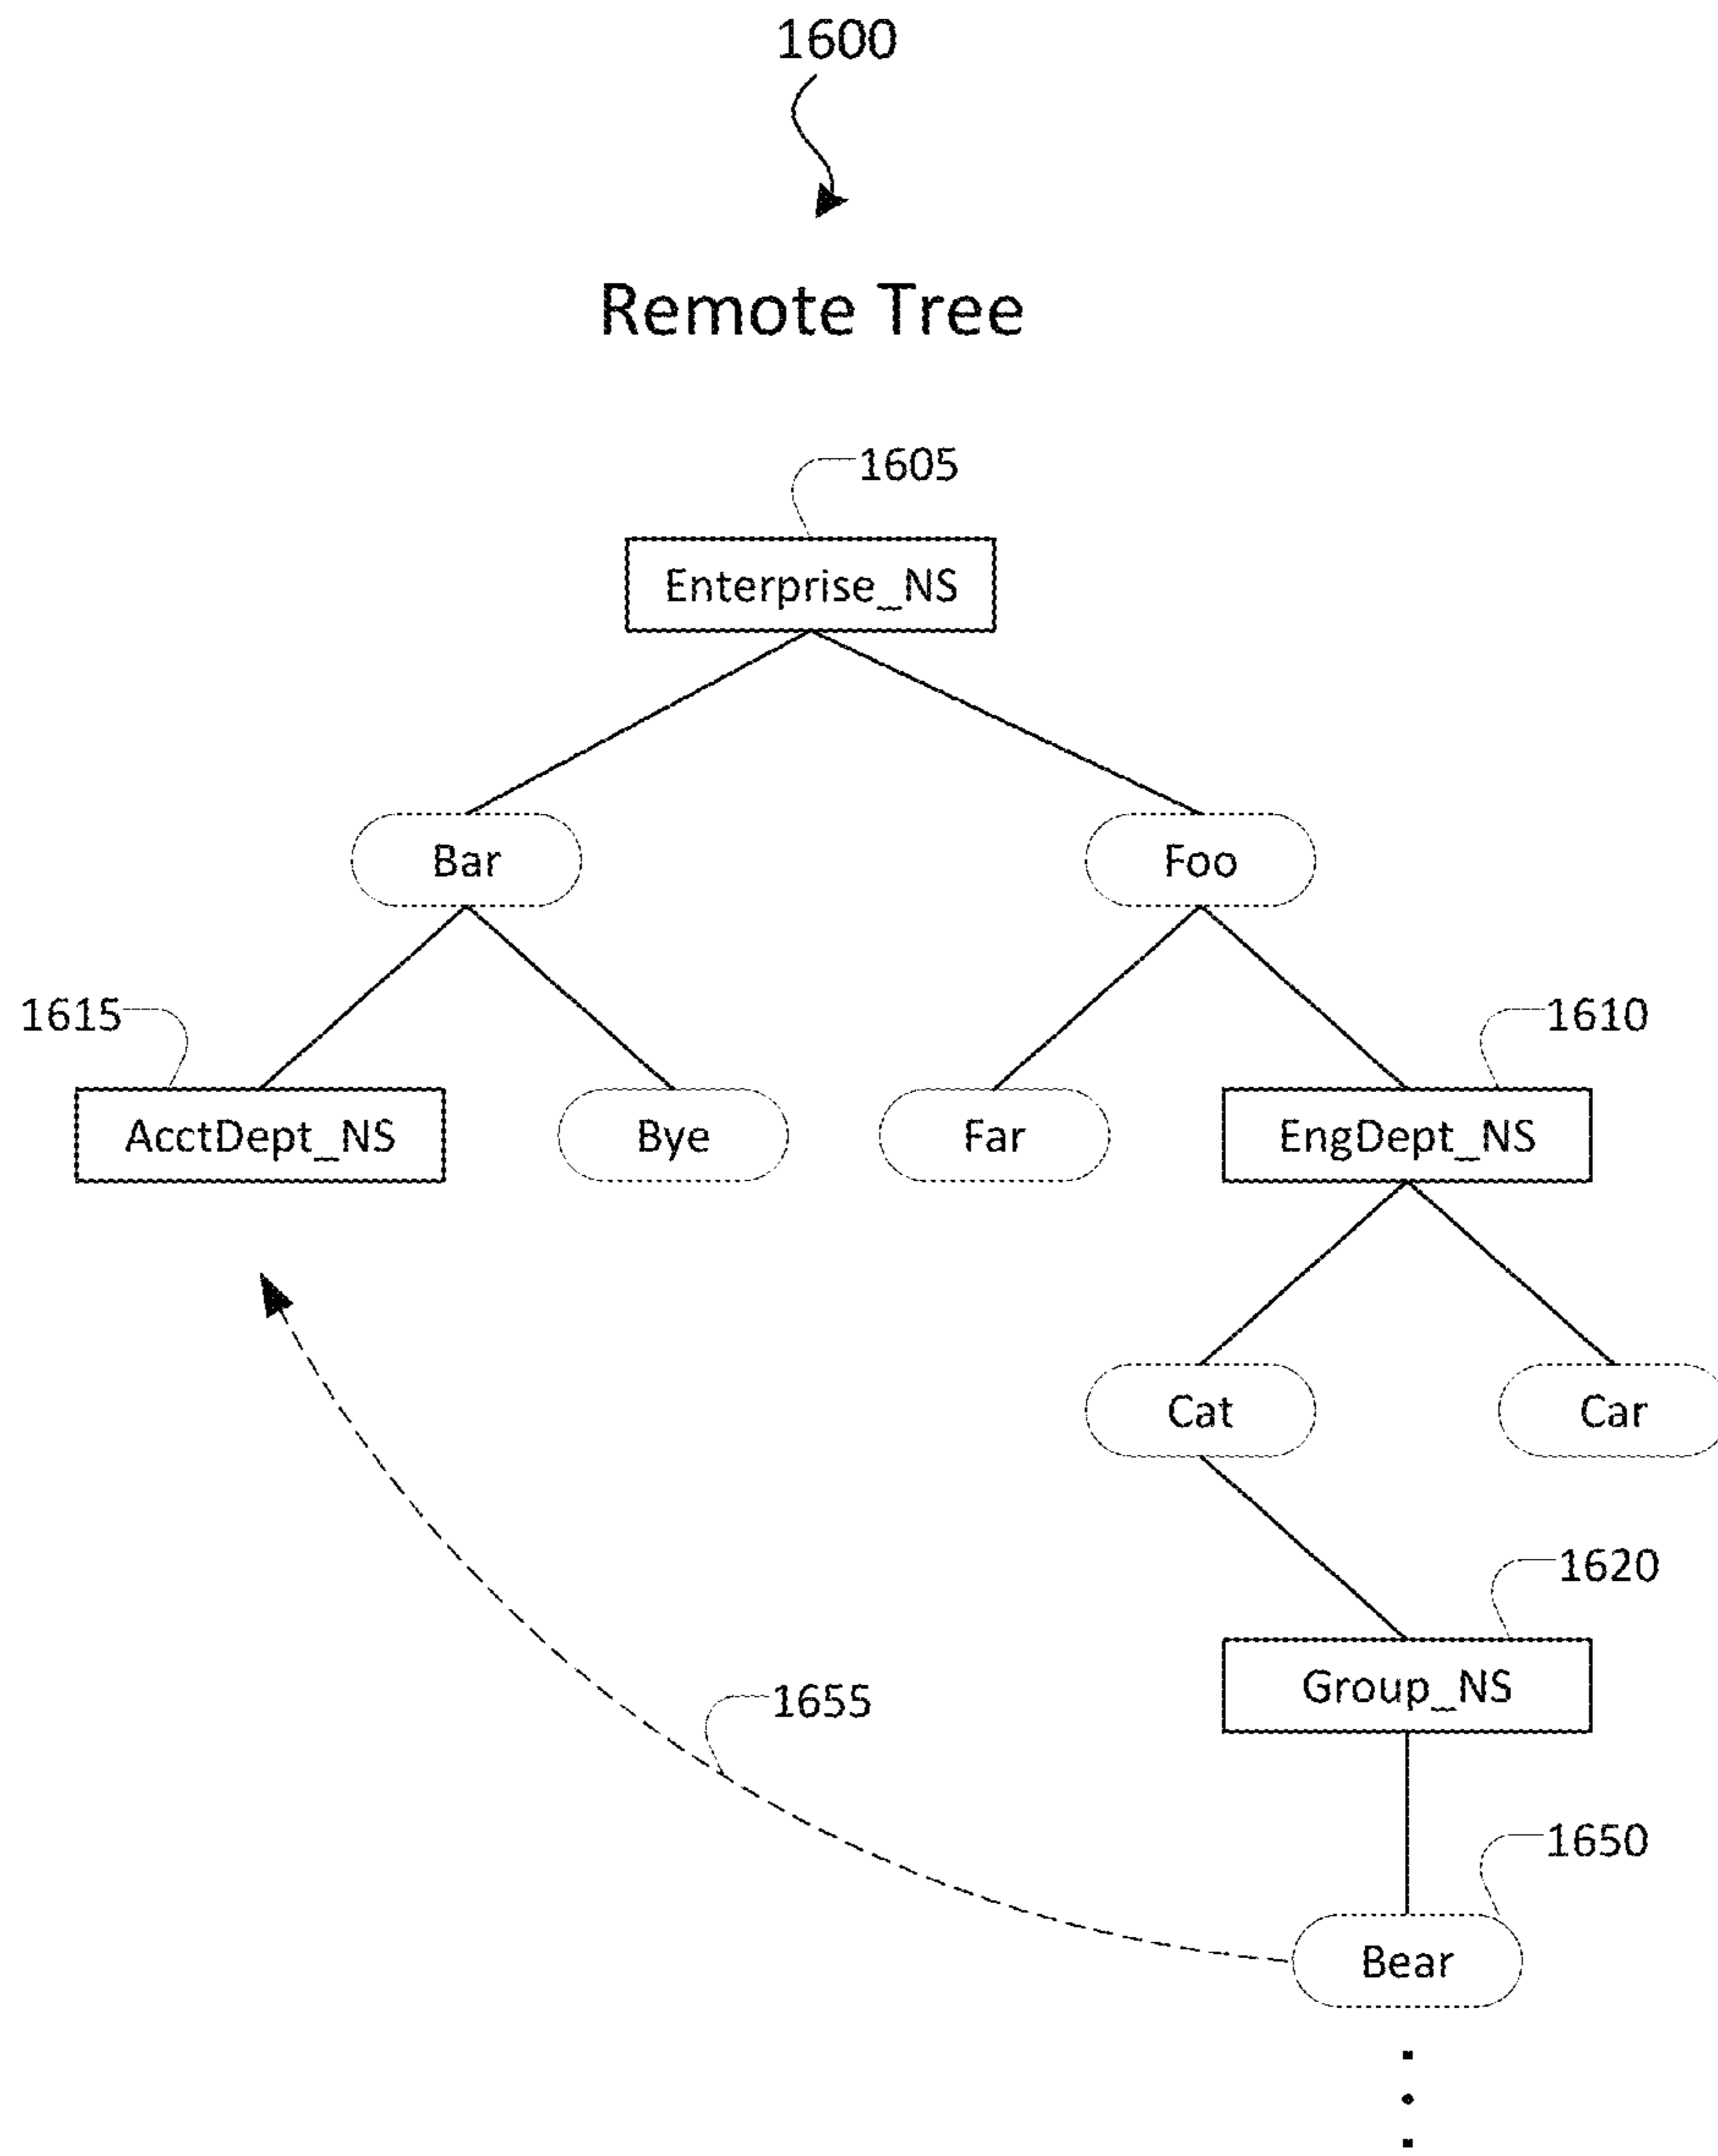 1600
Remote Tree
1605
Enterprise_NS
Bar
Foo
1615
1610
AcctDept_NS
Bye
Far
EngDept_NS
Cat
Car
1620
Group_NS
1655
1650
Bear